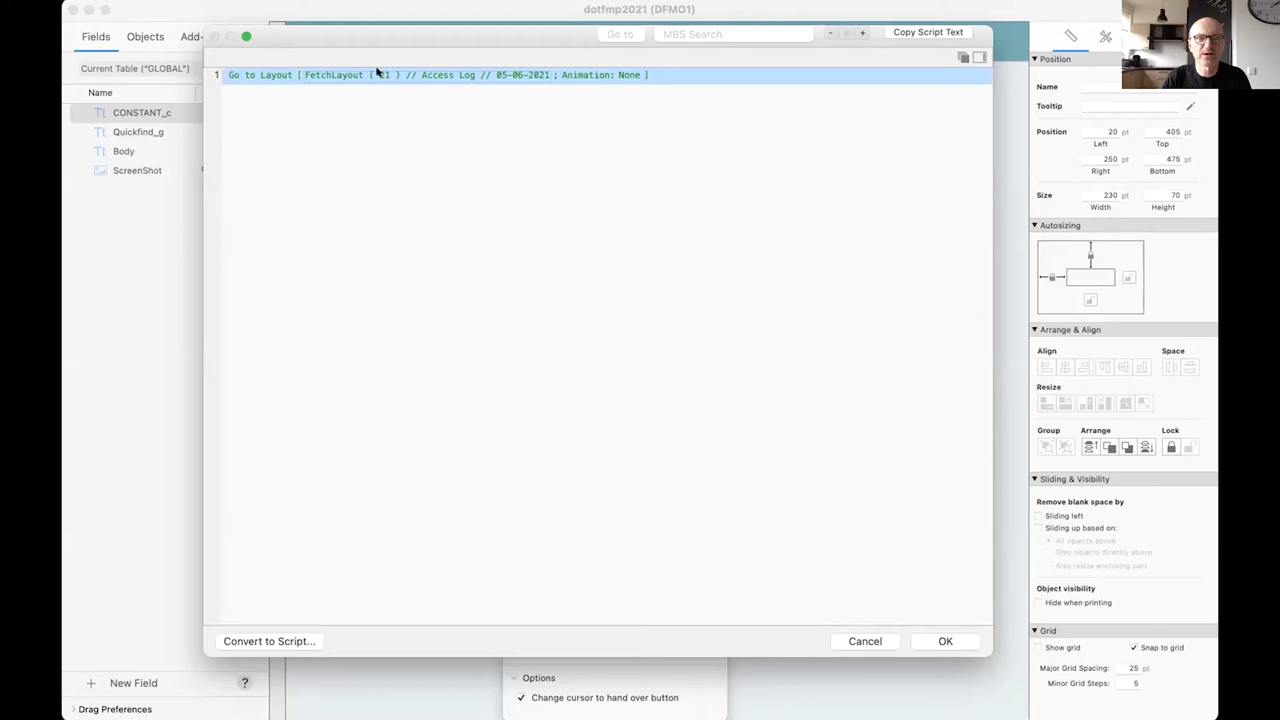 dotfmp2021 (DFMO1)
Fields
Objects
Add-
Go to
MBS Search
-
+
Copy Script Text
Current Table ("GLOBAL")
Name
CONSTANT_c
Quickfind_g
Body
ScreenShot
1 Go to Layout [ FetchLayout ( 21 ) // Access Log // 05-06-2021 ; Animation: None ]
Convert to Script...
Cancel
OK
Options
Change cursor to hand over button
New Field
?
Drag Preferences
Position
Name
Tooltip
Position
20 pt
405 pt
Left
Top
250 pt
475 pt
Right
Bottom
Size
230 pt
70 pt
Width
Height
Autosizing
Arrange & Align
Align
Space
Resize
Group
Arrange
Lock
Sliding & Visibility
Remove blank space by
Sliding left
Sliding up based on:
All objects above
Only objects directly above
Also resize enclosing part
Object visibility
Hide when printing
Grid
Show grid
Snap to grid
Major Grid Spacing: 25 pt
Minor Grid Steps: 5